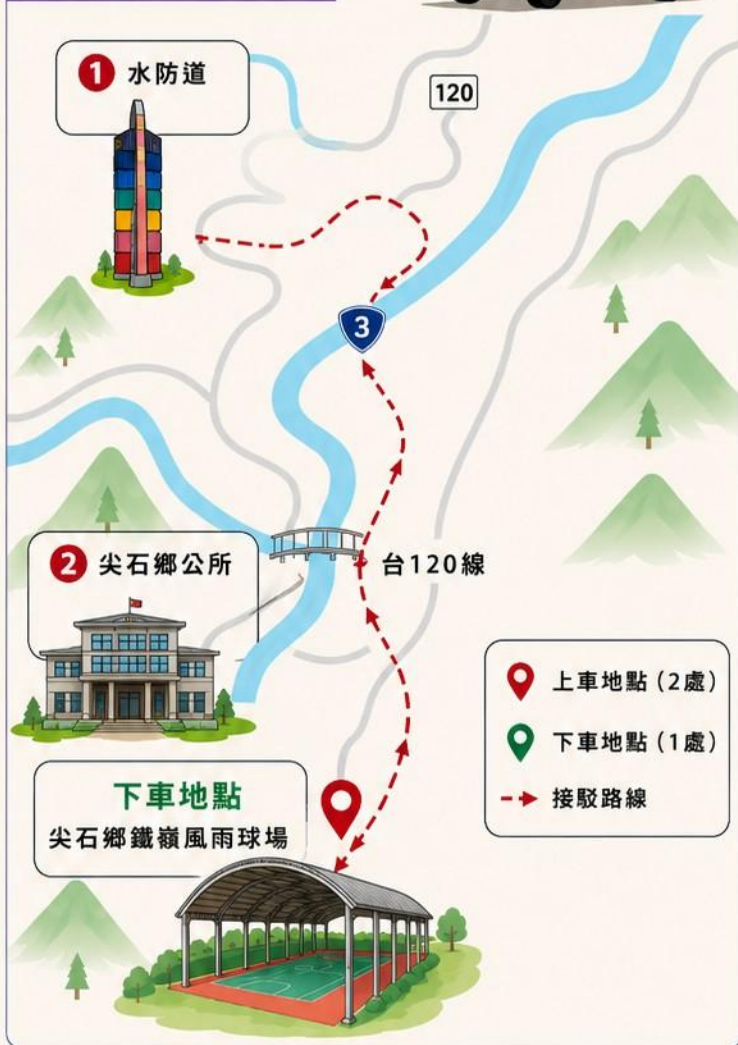 1 水防道
120
3
2 尖石鄉公所
台120線
上車地點 (2處)
下車地點 (1處)
接駁路線
下車地點
尖石鄉鐵嶺風雨球場